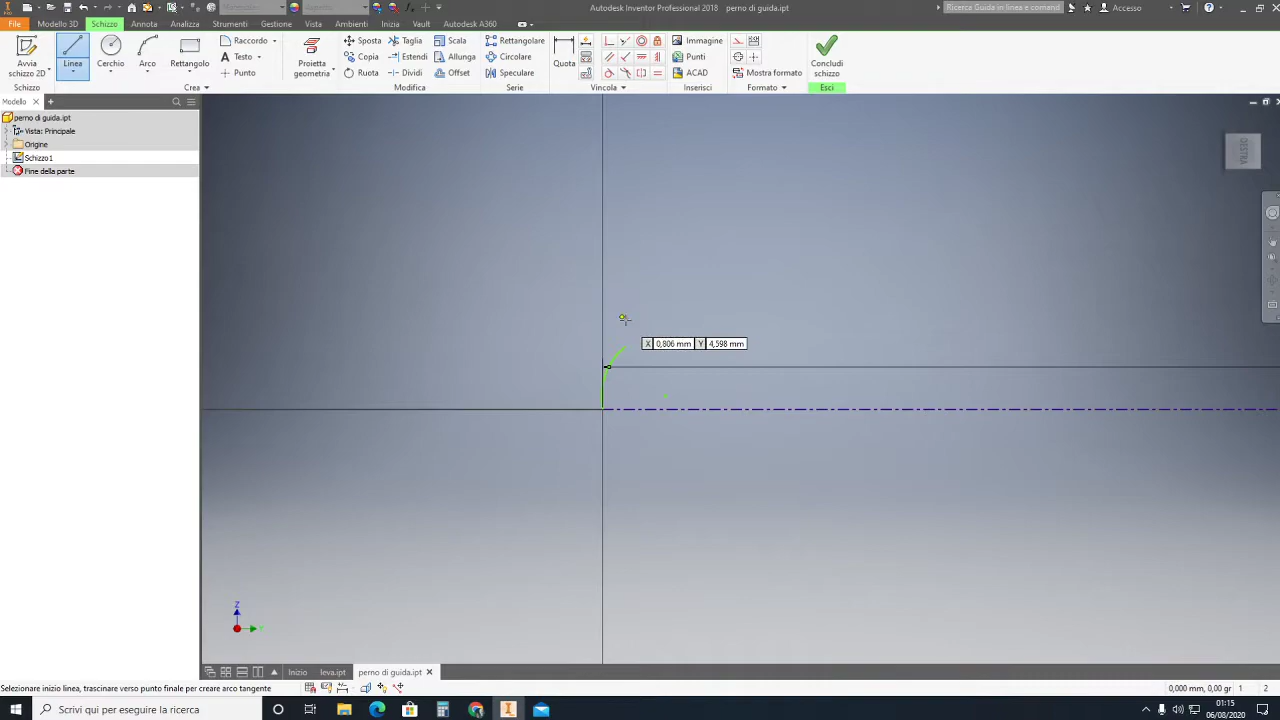 Autodesk Inventor Professional 2018 perno di guida.ipt
Ricerca Guida in linea e comand
Accesso
File Modello 3D Schizzo Annota Strumenti Gestione Vista Ambienti Inizia Vault Autodesk A360
Avvia
schizzo 2D
Linea
Cerchio
Arco
Rettangolo
Raccordo
Testo
Punto
Proietta
geometria
Sposta
Copia
Ruota
Taglia
Estendi
Dividi
Scala
Allunga
Offset
Rettangolare
Circolare
Speculare
Quota
Immagine
Punti
ACAD
Mostra formato
Concludi
schizzo
Schizzo Crea Modifica Serie Vincola Inserisci Formato Esci
Modello
perno di guida.ipt
Vista: Principale
Origine
Schizzo1
Fine della parte
X 0,806 mm Y 4,598 mm
Z
Inizio leva.ipt perno di guida.ipt
Selezionare inizio linea, trascinare verso punto finale per creare arco tangente
0,000 mm, 0,00 gr 1 2
Scrivi qui per eseguire la ricerca
01:15
06/08/2020